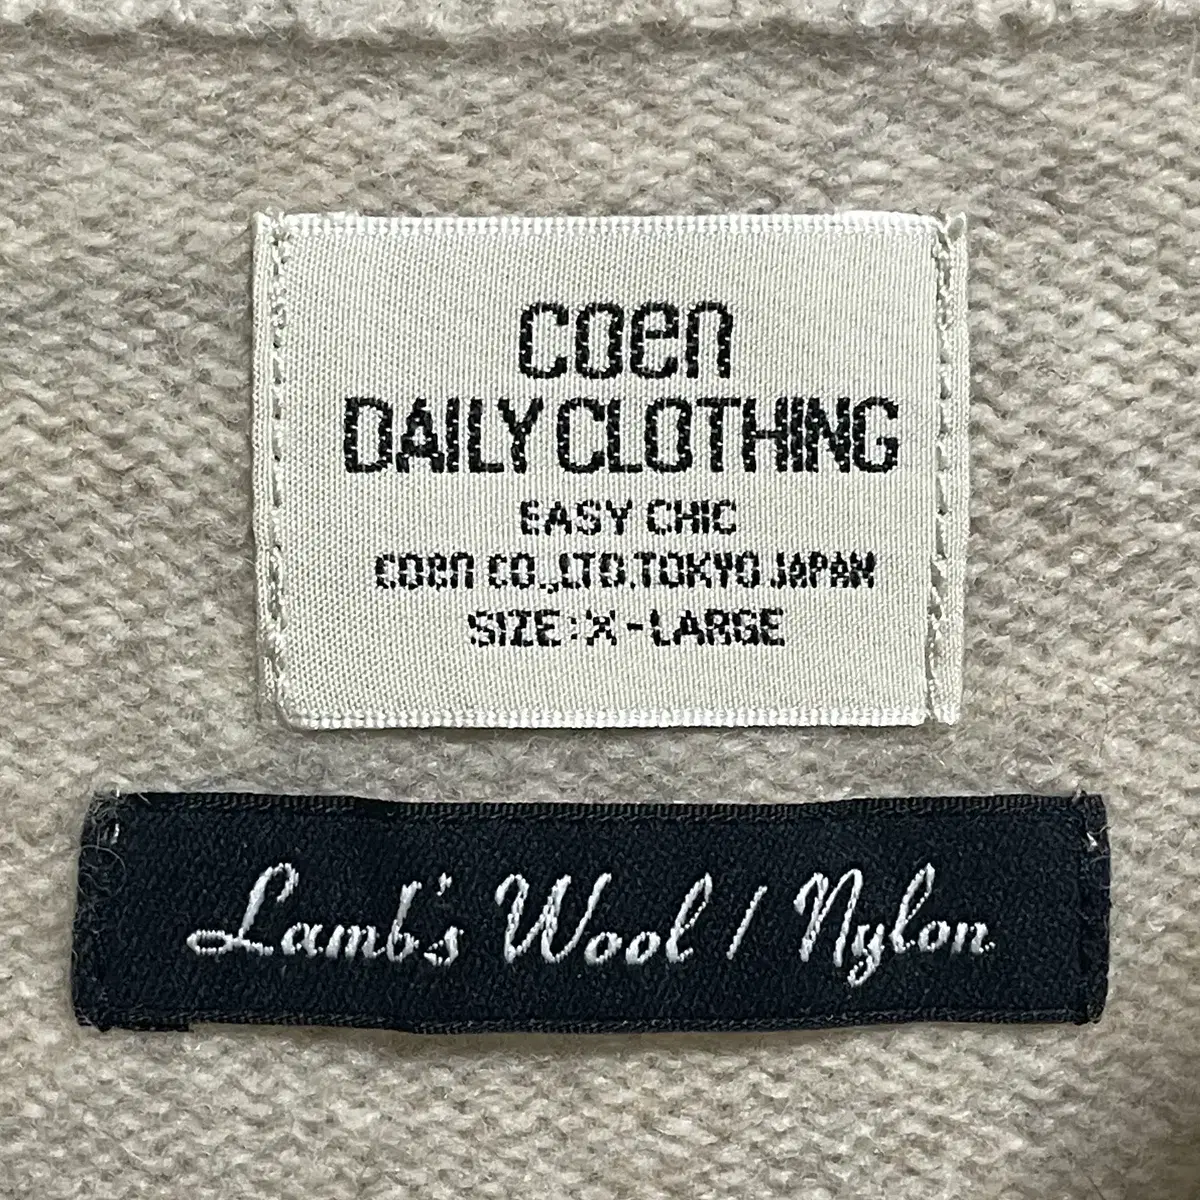 coen
DAILY CLOTHING
EASY CHIC
coen CO.,LTD.TOKYO JAPAN
SIZE:X-LARGE
Lamb's Wool / Nylon